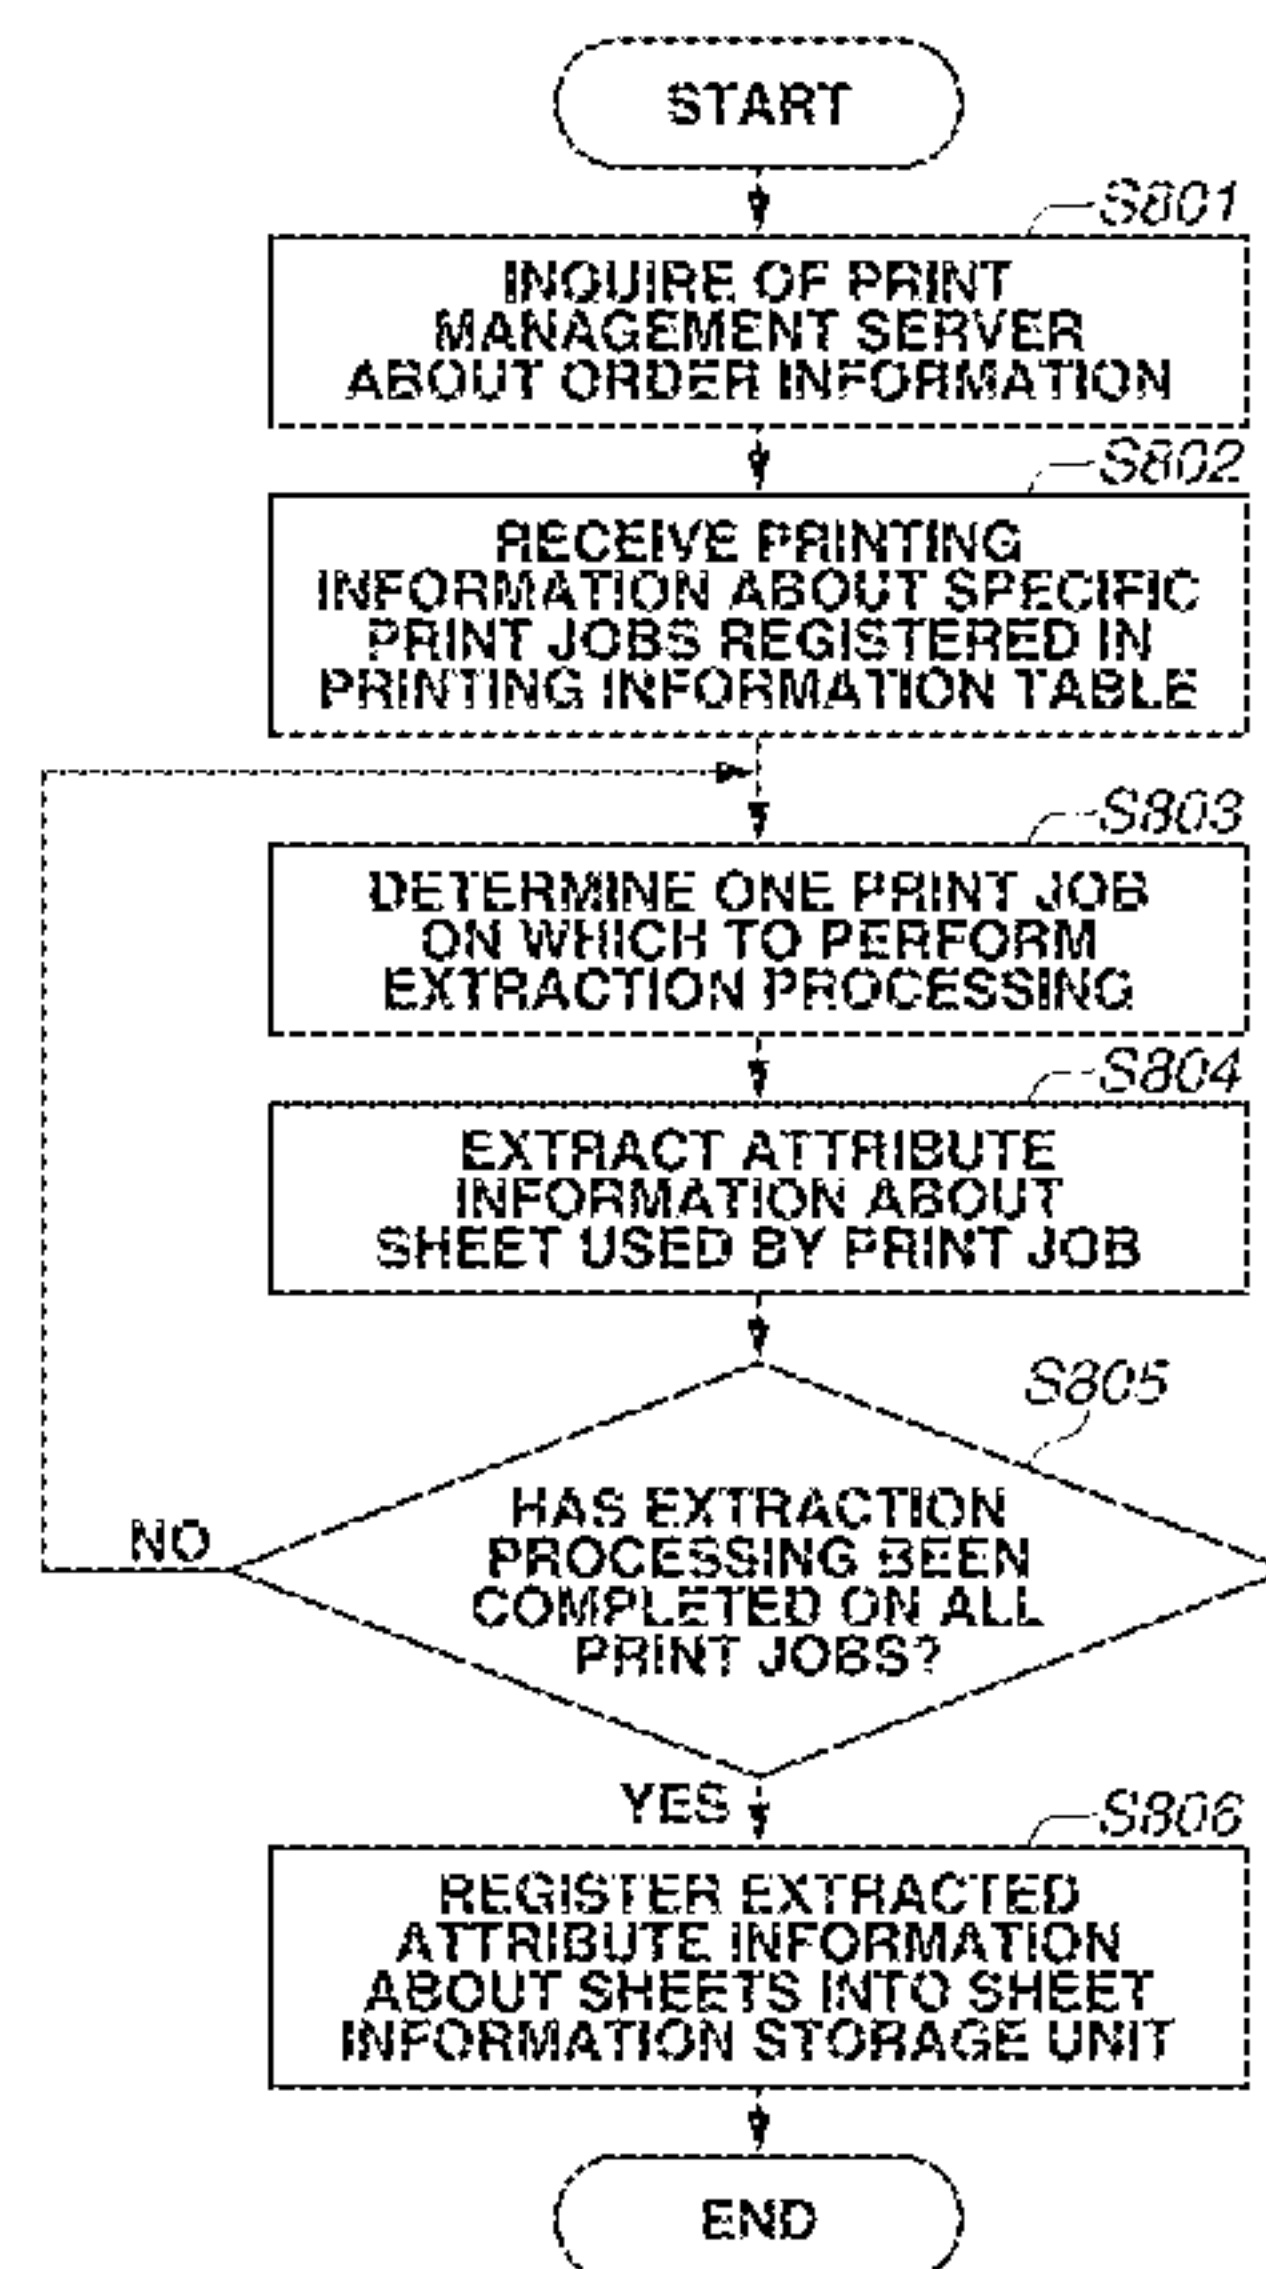 START
S801
INQUIRE OF PRINT
MANAGEMENT SERVER
ABOUT ORDER INFORMATION
S802
RECEIVE PRINTING
INFORMATION ABOUT SPECIFIC
PRINT JOBS REGISTERED IN
PRINTING INFORMATION TABLE
S803
DETERMINE ONE PRINT JOB
ON WHICH TO PERFORM
EXTRACTION PROCESSING
S804
EXTRACT ATTRIBUTE
INFORMATION ABOUT
SHEET USED BY PRINT JOB
S805
HAS EXTRACTION
PROCESSING BEEN
COMPLETED ON ALL
PRINT JOBS?
NO
YES
S806
REGISTER EXTRACTED
ATTRIBUTE INFORMATION
ABOUT SHEETS INTO SHEET
INFORMATION STORAGE UNIT
END